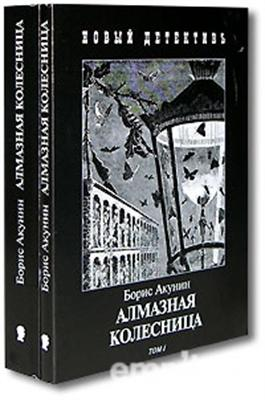 НОВЫЙ ДЕТЕКТИВЪ
Борис Акунин
АЛМАЗНАЯ
КОЛЕСНИЦА
ТОМ I
Борис Акунин АЛМАЗНАЯ КОЛЕСНИЦА
Борис Акунин АЛМАЗНАЯ КОЛЕСНИЦА